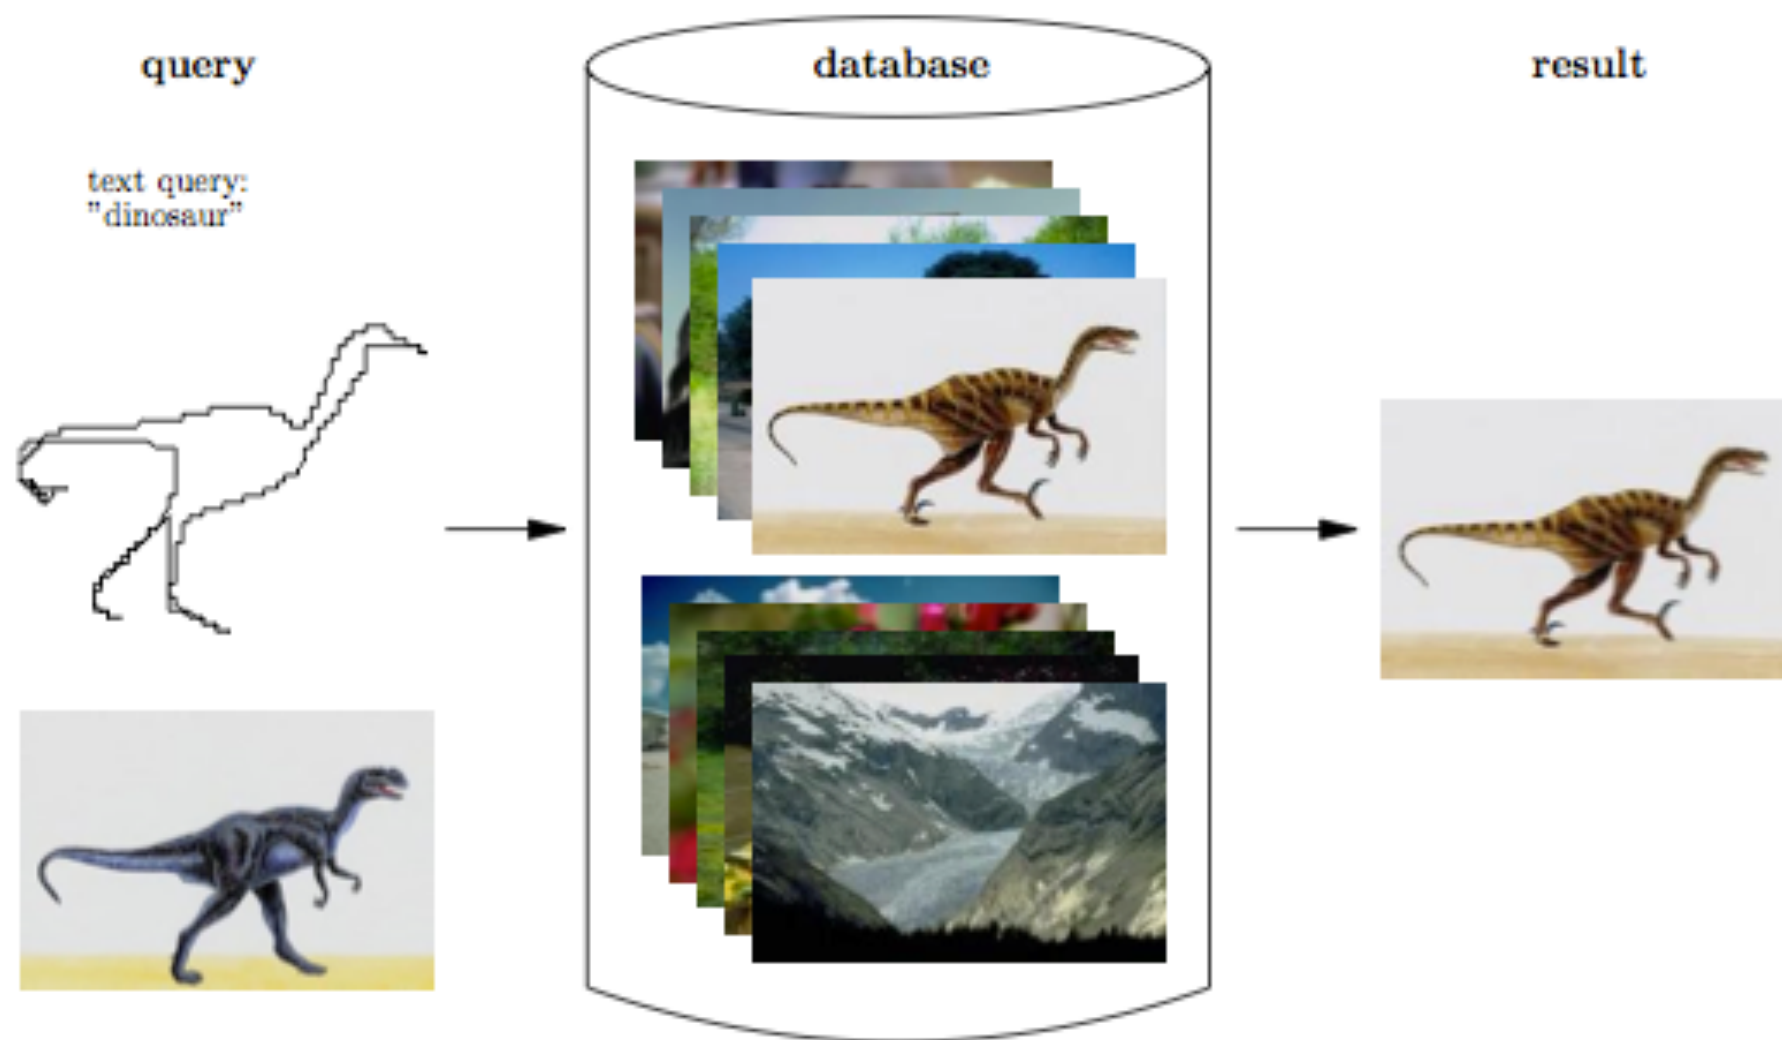 query
database
result
text query:
"dinosaur"